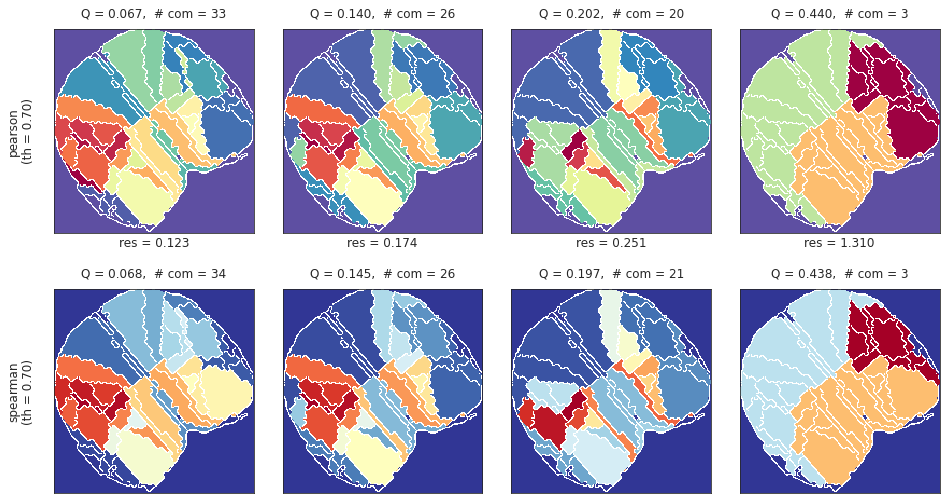 Q = 0.067,  # com = 33
Q = 0.140,  # com = 26
Q = 0.202,  # com = 20
Q = 0.440,  # com = 3
pearson
(th = 0.70)
res = 0.123
res = 0.174
res = 0.251
res = 1.310
Q = 0.068,  # com = 34
Q = 0.145,  # com = 26
Q = 0.197,  # com = 21
Q = 0.438,  # com = 3
spearman
(th = 0.70)